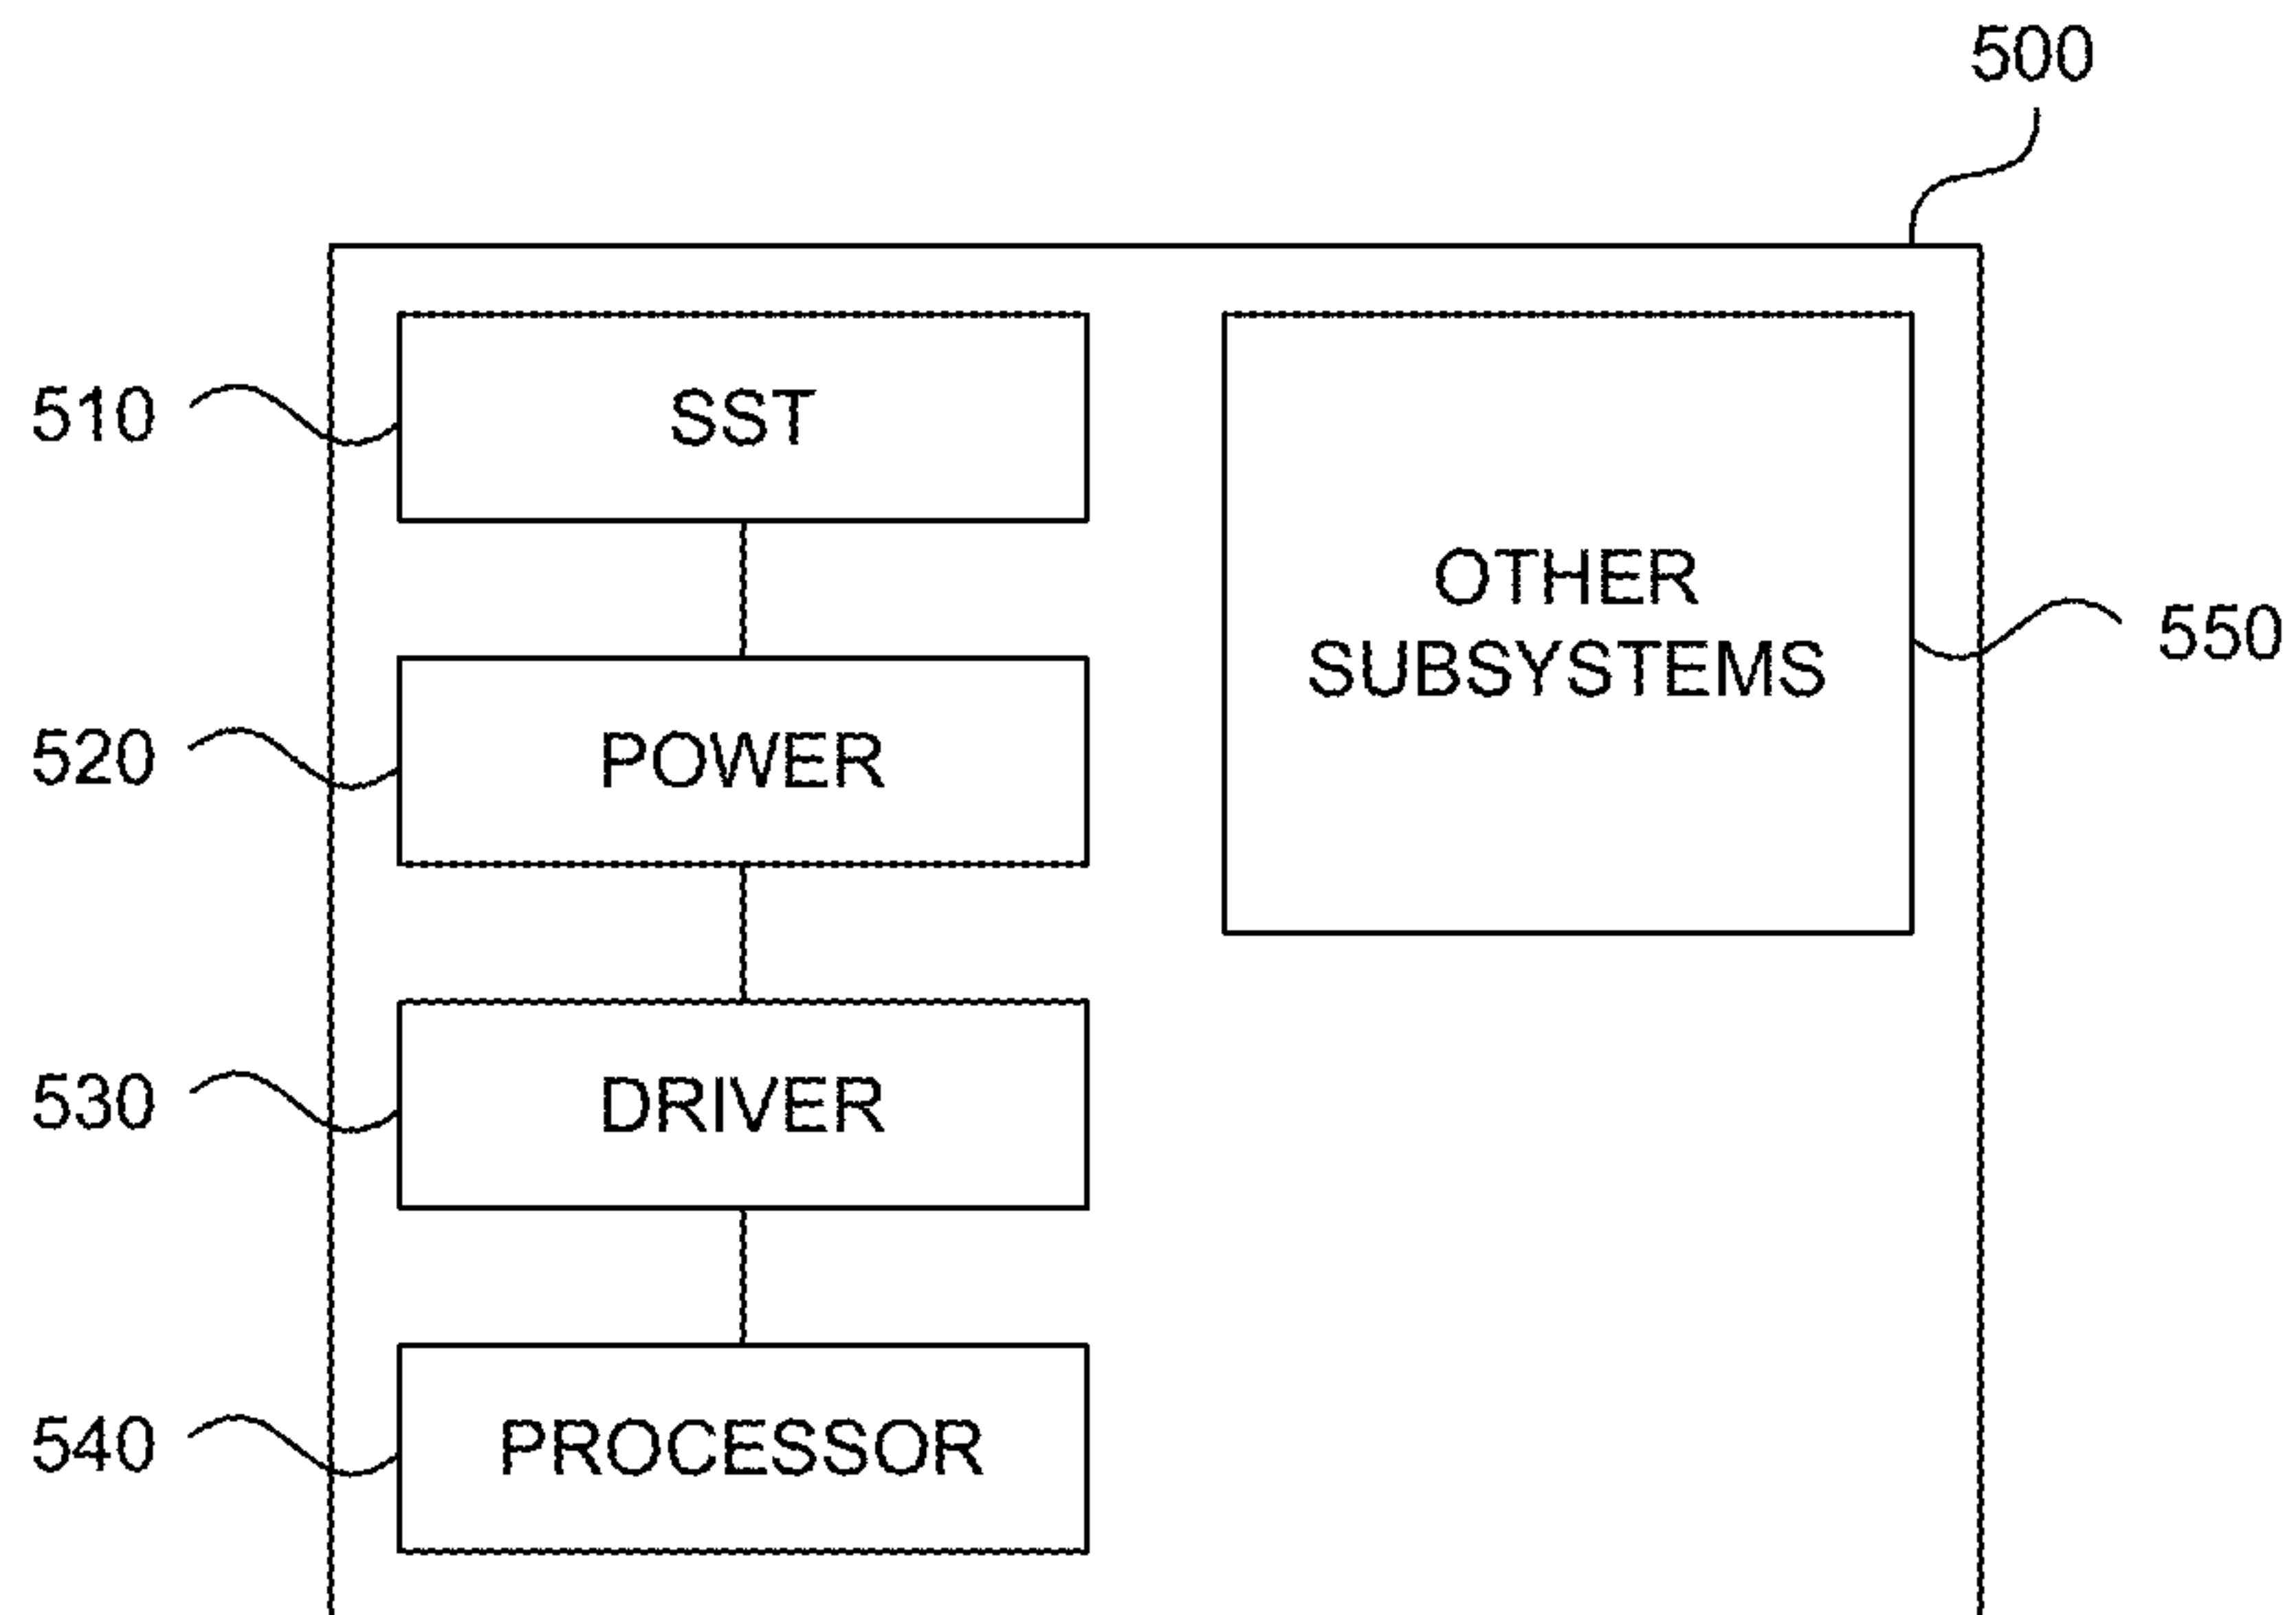 500
510
SST
OTHER
SUBSYSTEMS
550
520
POWER
530
DRIVER
540
PROCESSOR